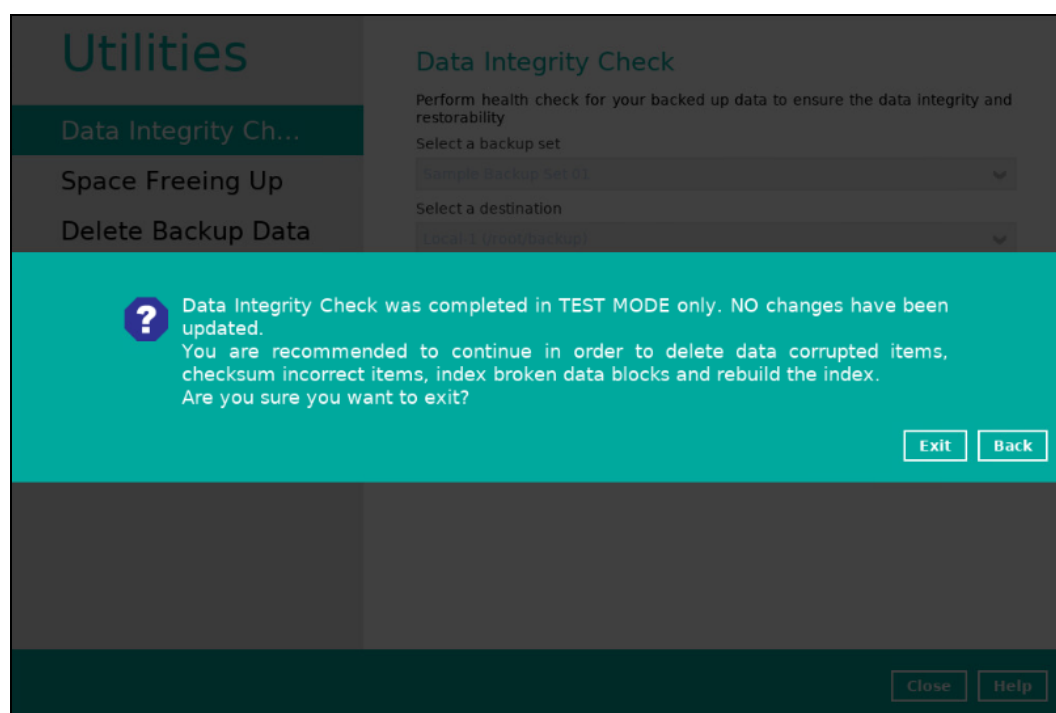 Utilities
Data Integrity Ch...
Space Freeing Up
Delete Backup Data
Data Integrity Check
Perform health check for your backed up data to ensure the data integrity and
restorability
Select a backup set
Sample Backup Set 01
Select a destination
Local-1 (/root/backup)
Data Integrity Check was completed in TEST MODE only. NO changes have been
updated.
You are recommended to continue in order to delete data corrupted items,
checksum incorrect items, index broken data blocks and rebuild the index.
Are you sure you want to exit?
Exit
Back
Close
Help